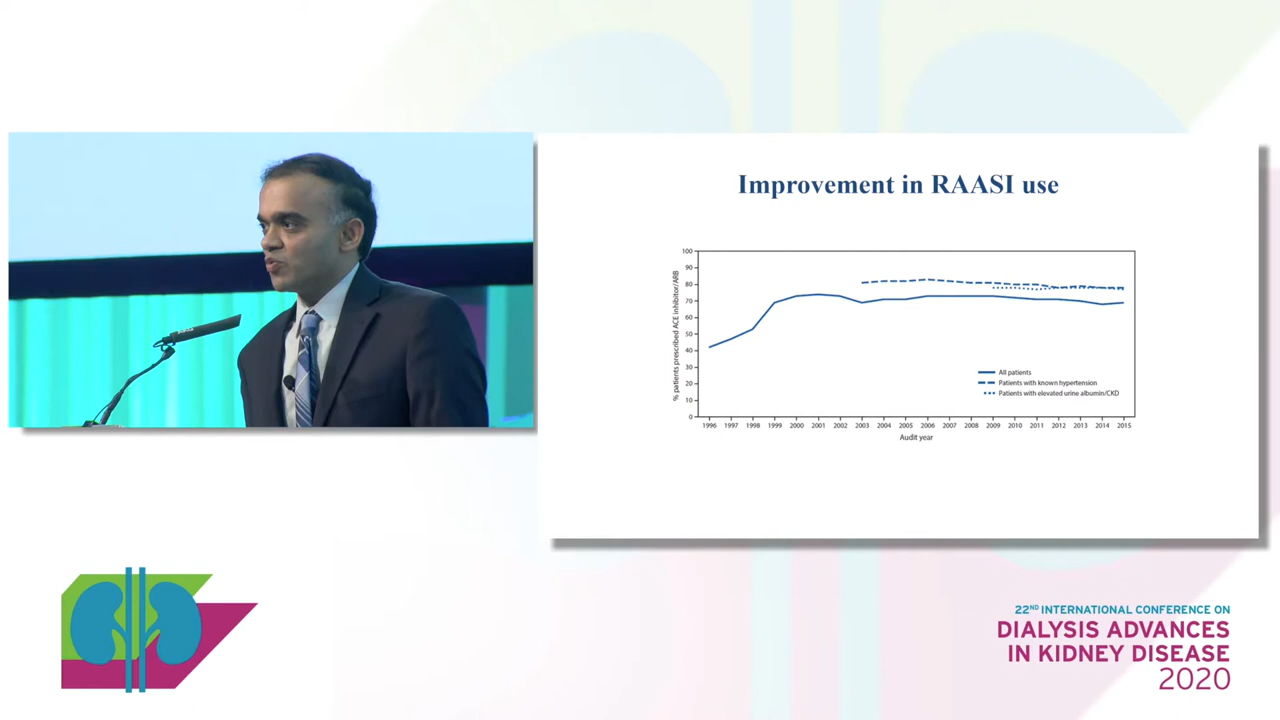 Improvement in RAASI use
% patients prescribed ACE inhibitor/ARB
100
90
80
70
60
50
40
30
20
10
0
All patients
Patients with known hypertension
Patients with elevated urine albumin/CKD
1996 1997 1998 1999 2000 2001 2002 2003 2004 2005 2006 2007 2008 2009 2010 2011 2012 2013 2014 2015
Audit year
22ND INTERNATIONAL CONFERENCE ON
DIALYSIS ADVANCES
IN KIDNEY DISEASE
2020